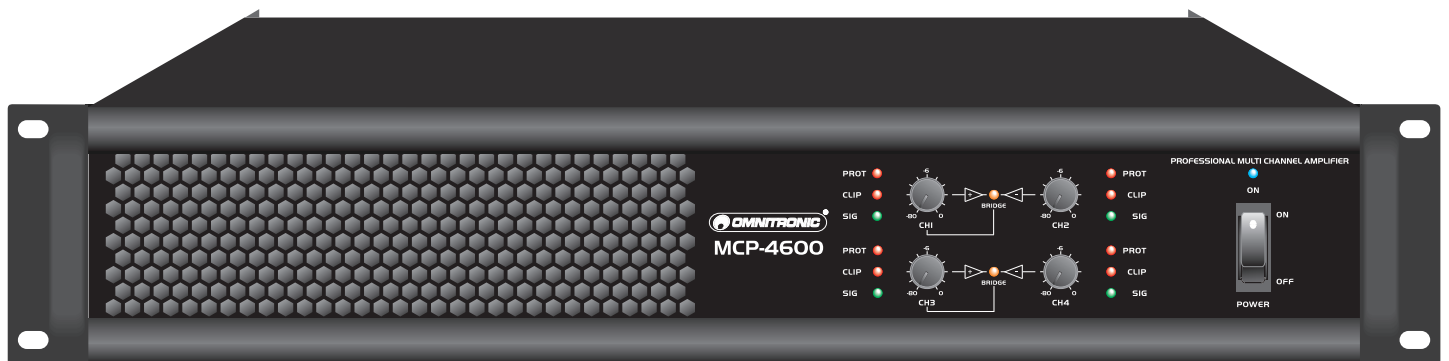 PROFESSIONAL MULTI CHANNEL AMPLIFIER
ON
ON
OFF
POWER
OMNITRONIC
MCP-4600
PROT
CLIP
SIG
-6
-80 0
CH1
+
BRIDGE
-6
-80 0
CH2
PROT
CLIP
SIG
PROT
CLIP
SIG
-6
-80 0
CH3
BRIDGE
-
-6
-80 0
CH4
PROT
CLIP
SIG